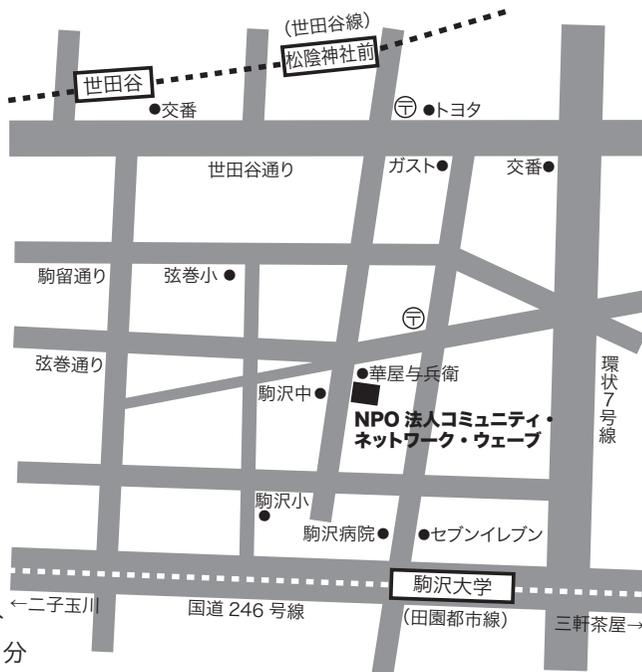 (世田谷線)
松陰神社前
世田谷
交番
〒
トヨタ
世田谷通り
ガスト
交番
駒留通り
弦巻小
〒
弦巻通り
華屋与兵衛
環状7号線
駒沢中
NPO 法人コミュニティ・
ネットワーク・ウェーブ
駒沢小
駒沢病院
セブンイレブン
駒沢大学
←二子玉川
国道 246 号線
(田園都市線)
三軒茶屋→
分